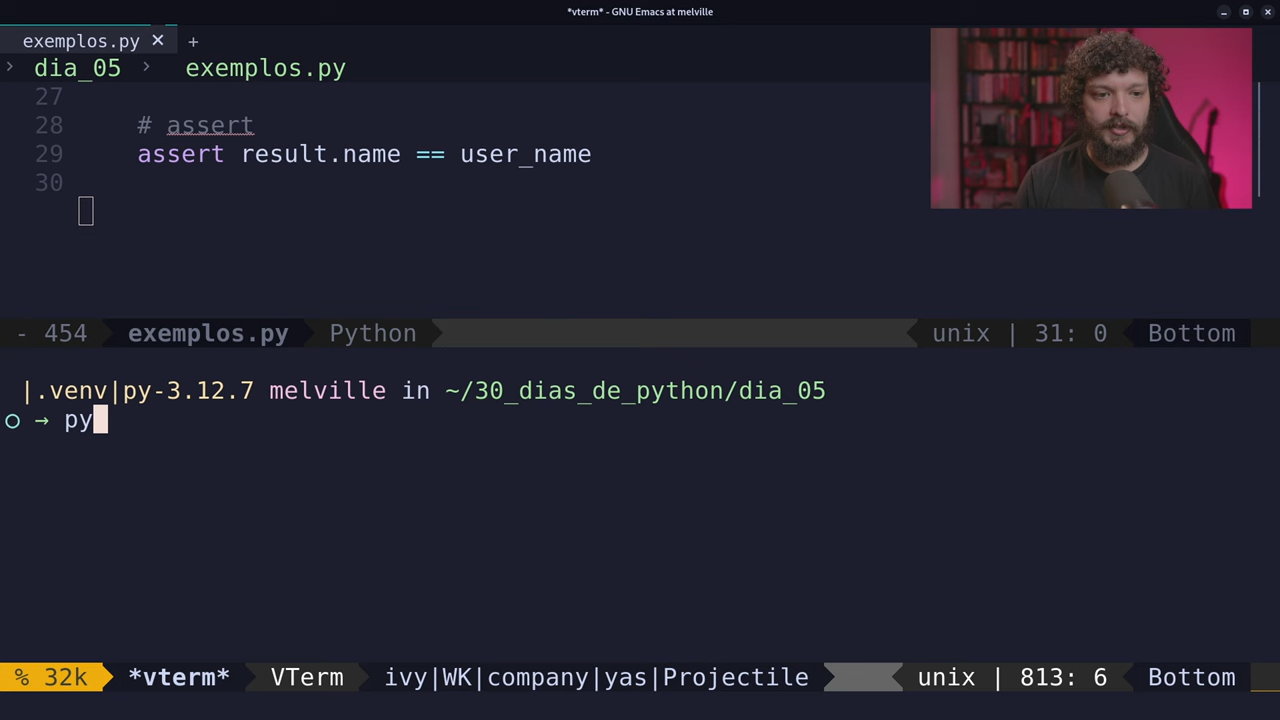 *vterm* - GNU Emacs at melville
exemplos.py ✕ +
› dia_05 › exemplos.py
27
28 # assert
29 assert result.name == user_name
30
- 454 exemplos.py Python unix | 31: 0 Bottom
|.venv|py-3.12.7 melville in ~/30_dias_de_python/dia_05
○ → py
% 32k *vterm* VTerm ivy|WK|company|yas|Projectile unix | 813: 6 Bottom